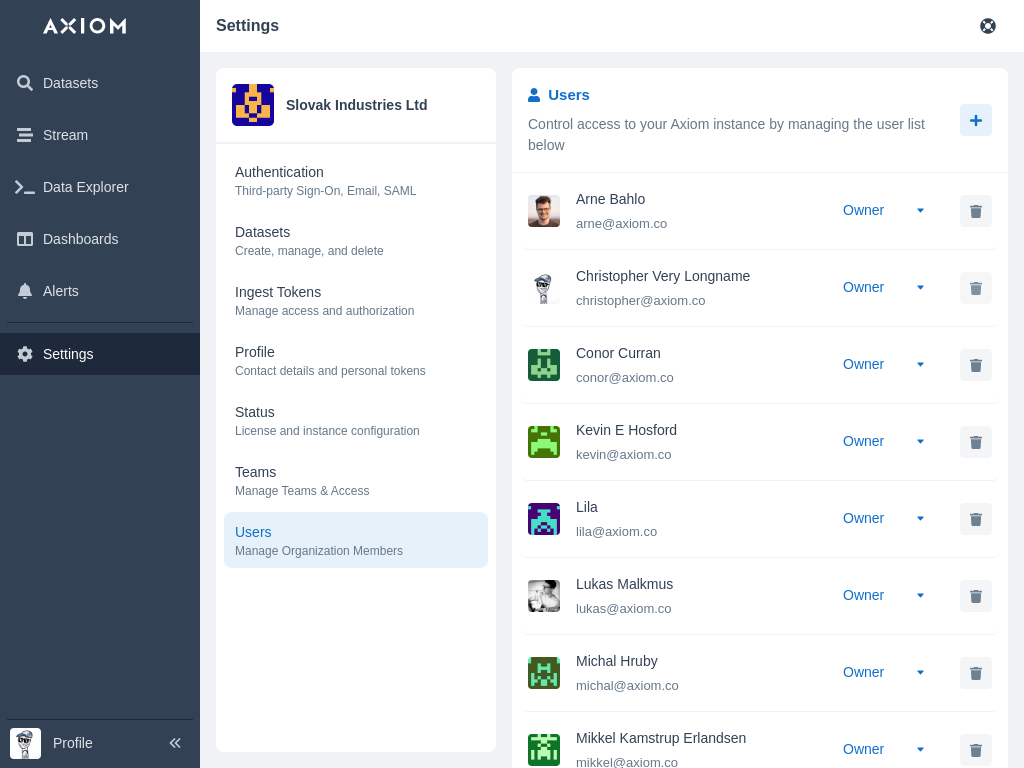 AXIOM
Datasets
Stream
Data Explorer
Dashboards
Alerts
Settings
Profile
Settings
Slovak Industries Ltd
Authentication
Third-party Sign-On, Email, SAML
Datasets
Create, manage, and delete
Ingest Tokens
Manage access and authorization
Profile
Contact details and personal tokens
Status
License and instance configuration
Teams
Manage Teams & Access
Users
Manage Organization Members
Users
Control access to your Axiom instance by managing the user list
below
Arne Bahlo
arne@axiom.co
Owner
Christopher Very Longname
christopher@axiom.co
Owner
Conor Curran
conor@axiom.co
Owner
Kevin E Hosford
kevin@axiom.co
Owner
Lila
lila@axiom.co
Owner
Lukas Malkmus
lukas@axiom.co
Owner
Michal Hruby
michal@axiom.co
Owner
Mikkel Kamstrup Erlandsen
mikkel@axiom.co
Owner